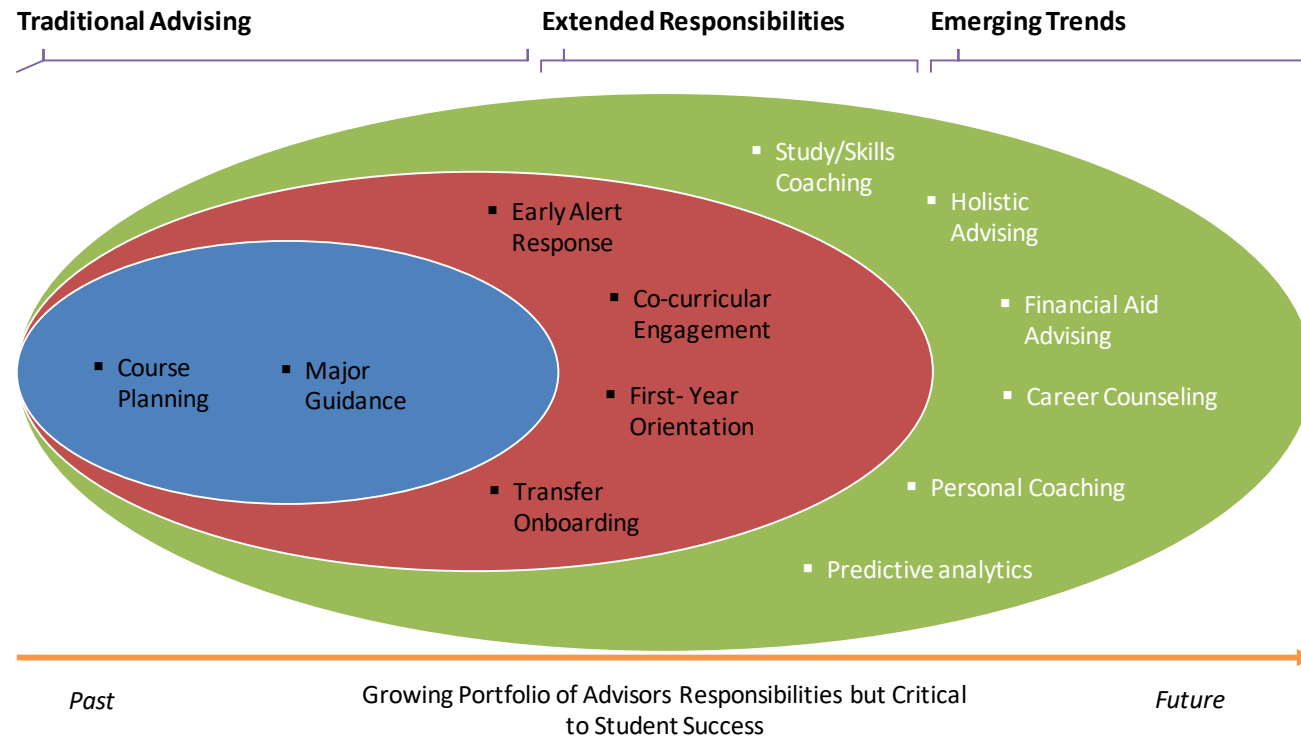 Traditional Advising
Extended Responsibilities
Emerging Trends
▪ Study/Skills
Coaching
▪ Holistic
Advising
▪ Early Alert
Response
▪ Co-curricular
Engagement
▪ Financial Aid
Advising
▪ Course
Planning
▪ Major
Guidance
▪ First- Year
Orientation
▪ Career Counseling
▪ Transfer
Onboarding
▪ Personal Coaching
▪ Predictive analytics
Past
Growing Portfolio of Advisors Responsibilities but Critical
to Student Success
Future